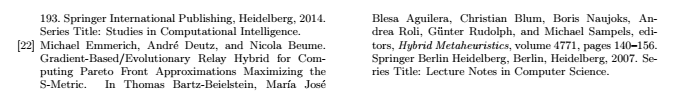 193. Springer International Publishing, Heidelberg, 2014.
Series Title: Studies in Computational Intelligence.
[22] Michael Emmerich, André Deutz, and Nicola Beume.
Gradient-Based/Evolutionary Relay Hybrid for Com-
puting Pareto Front Approximations Maximizing the
S-Metric. In Thomas Bartz-Beielstein, María José
Blesa Aguilera, Christian Blum, Boris Naujoks, An-
drea Roli, Günter Rudolph, and Michael Sampels, edi-
tors, Hybrid Metaheuristics, volume 4771, pages 140–156.
Springer Berlin Heidelberg, Berlin, Heidelberg, 2007. Se-
ries Title: Lecture Notes in Computer Science.